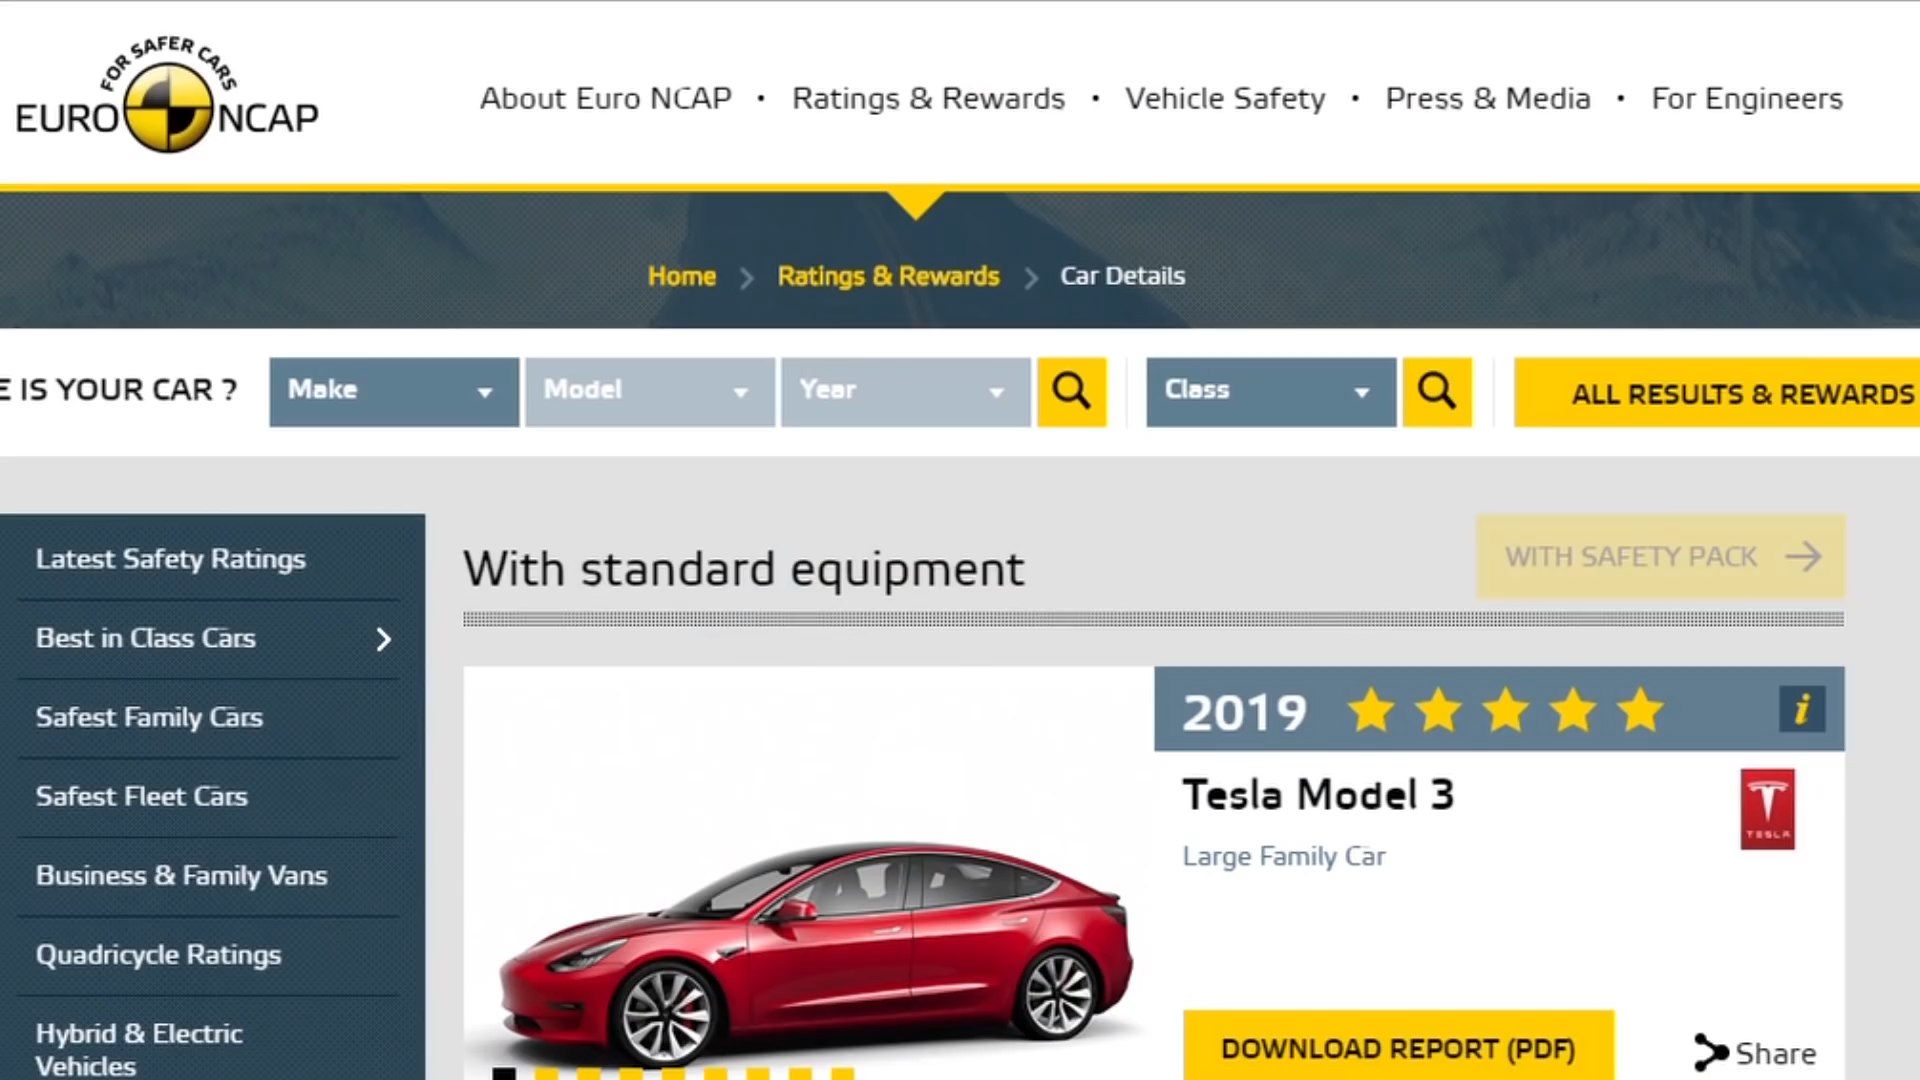 FOR SAFER CARS
EURO NCAP
About Euro NCAP • Ratings & Rewards • Vehicle Safety • Press & Media • For Engineers
Home > Ratings & Rewards > Car Details
E IS YOUR CAR ?
Make
Model
Year
Class
ALL RESULTS & REWARDS
Latest Safety Ratings
Best in Class Cars
Safest Family Cars
Safest Fleet Cars
Business & Family Vans
Quadricycle Ratings
Hybrid & Electric
Vehicles
With standard equipment
WITH SAFETY PACK
2019
i
Tesla Model 3
TESLA
Large Family Car
DOWNLOAD REPORT (PDF)
Share